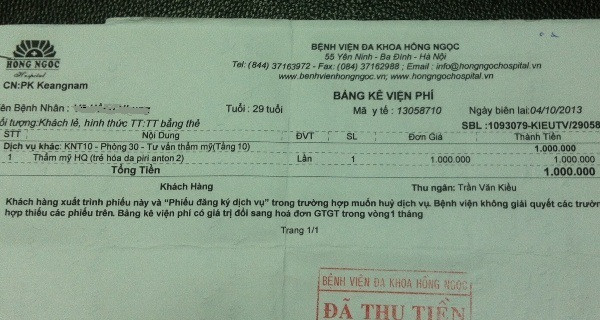 HONG NGOC
Hospital
CN:PK Keangnam
BỆNH VIỆN ĐA KHOA HỒNG NGỌC
55 Yên Ninh - Ba Đình - Hà Nội
Tel: (844) 37163972 - Fax: (084) 37162988 ; Email : info@hongngochospital.vn
www.benhvienhongngoc.vn; www.hongngochospital.vn
BẢNG KÊ VIỆN PHÍ
ên Bệnh Nhân :
Tuổi : 29 tuổi
Mã y tế : 13058710
Ngày biên lai:04/10/2013
ối tượng:Khách lẻ, hình thức TT:TT bằng thẻ
SBL :1093079-KIEUTV/29058
STT Nội Dung ĐVT SL Đơn Giá Thành Tiền
Dịch vụ khác: KNT10 - Phòng 30 - Tư vấn thẩm mỹ(Tầng 10) 1.000.000
1 Thẩm mỹ HQ (trẻ hóa da piri anton 2) Lần 1 1.000.000 1.000.000
Tổng Tiền 1.000.000
Khách Hàng
Thu ngân: Trần Văn Kiều
Khách hàng xuất trình phiếu này và "Phiếu đăng ký dịch vụ" trong trường hợp muốn huỷ dịch vụ. Bệnh viện không giải quyết các trườn
hợp thiếu các phiếu trên. Bảng kê viện phí có giá trị đổi sang hoá đơn GTGT trong vòng1 tháng
Trang 1/1
BỆNH VIỆN ĐA KHOA HỒNG NGỌC
ĐÃ THU TIỀN